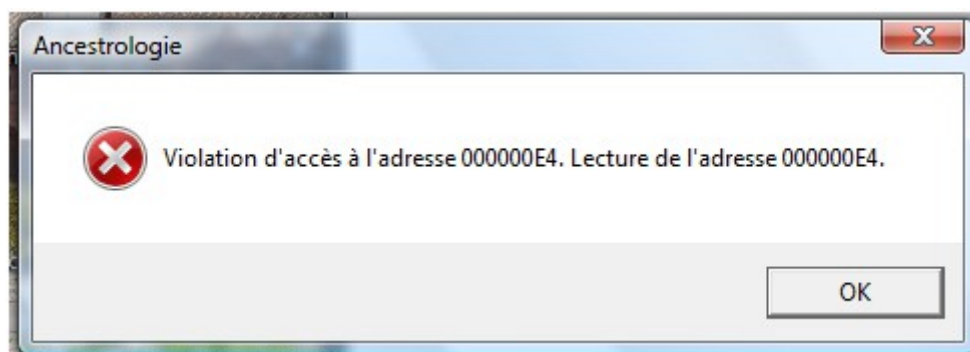 Ancestrologie
Violation d'accès à l'adresse 000000E4. Lecture de l'adresse 000000E4.
OK